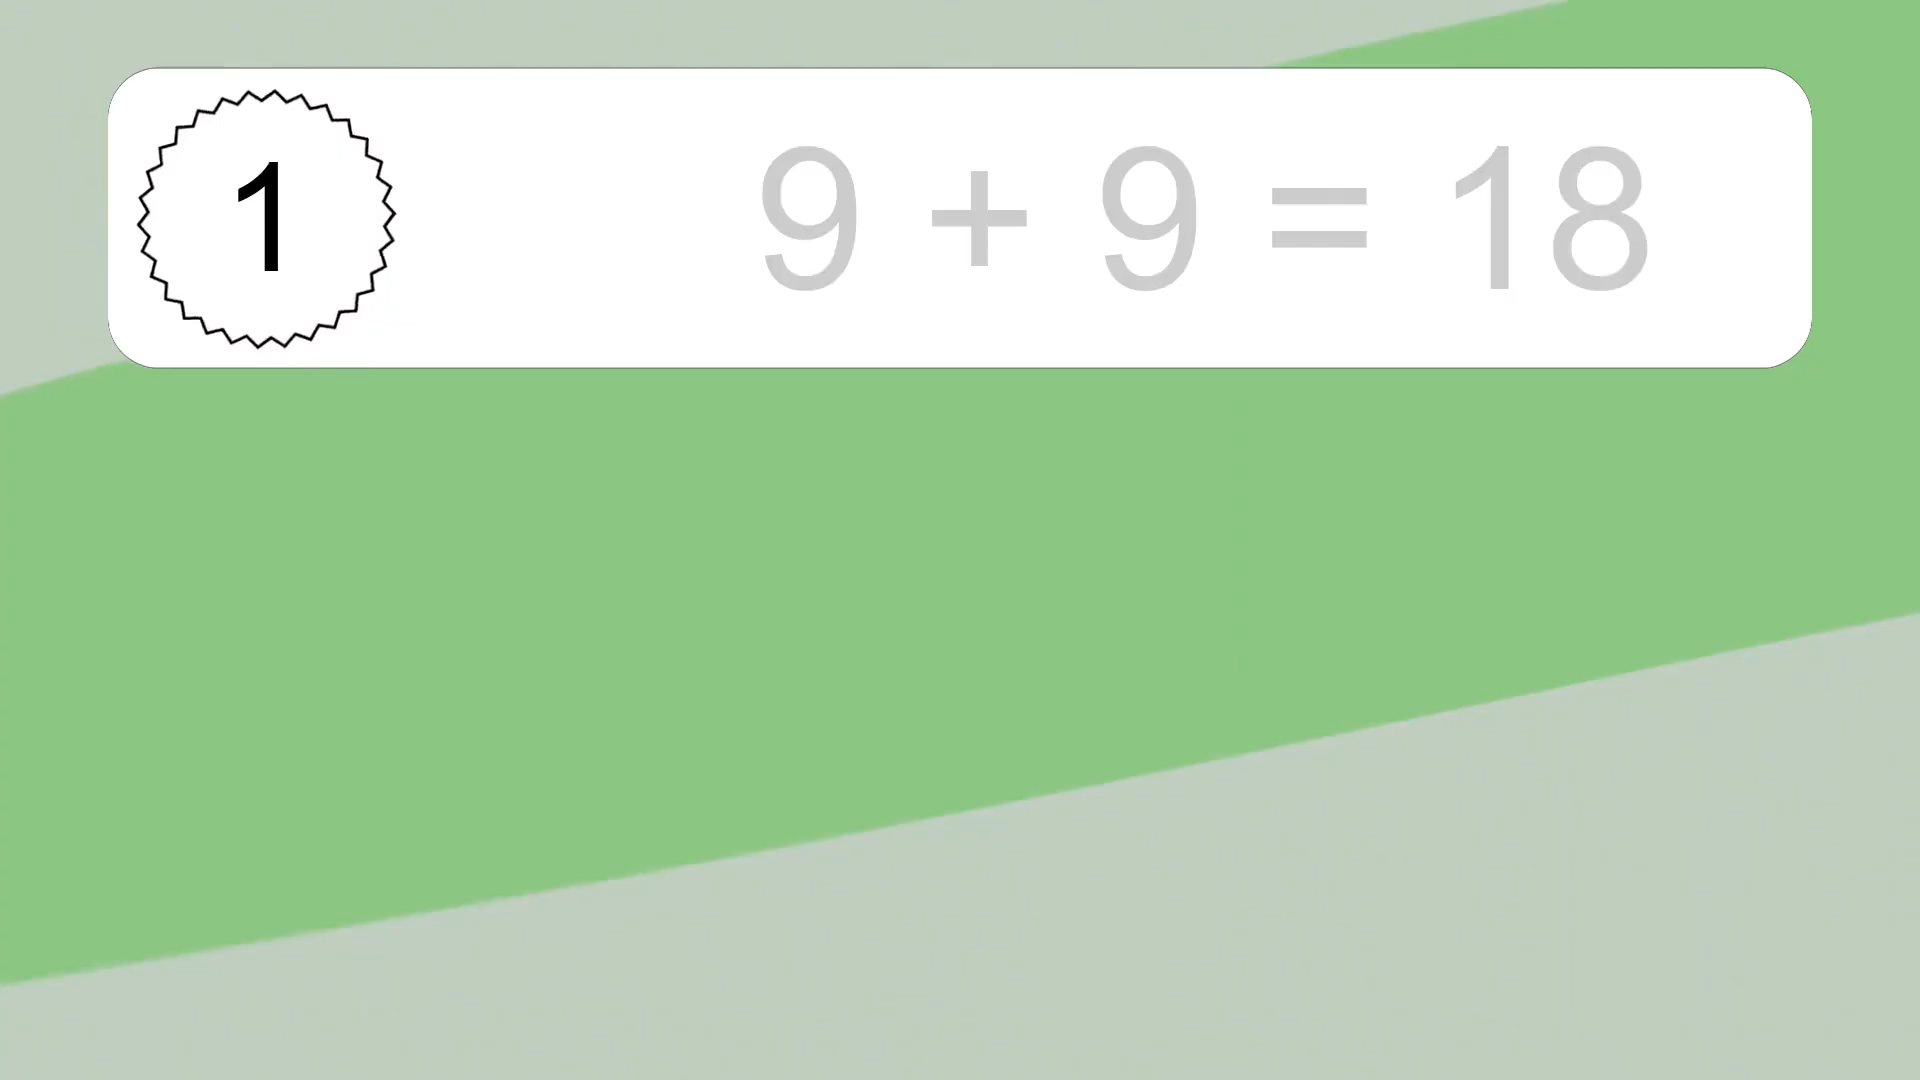 1 9 + 9 = 18